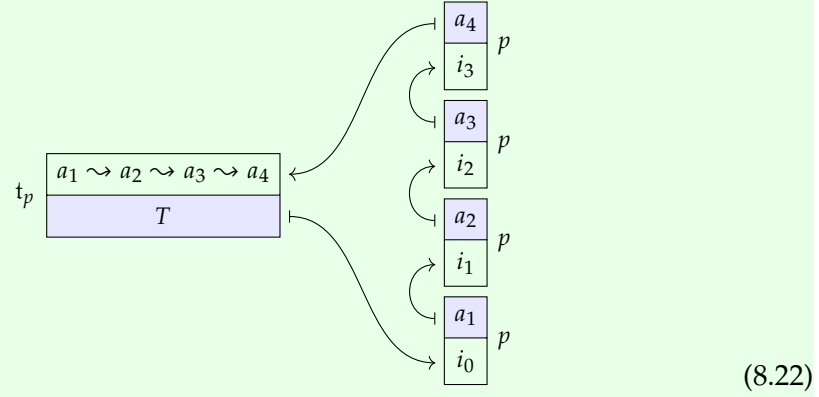 a₄
p
i₃
a₃
p
i₂
tₚ
a₁ ⇝ a₂ ⇝ a₃ ⇝ a₄
T
a₂
p
i₁
a₁
p
i₀
(8.22)